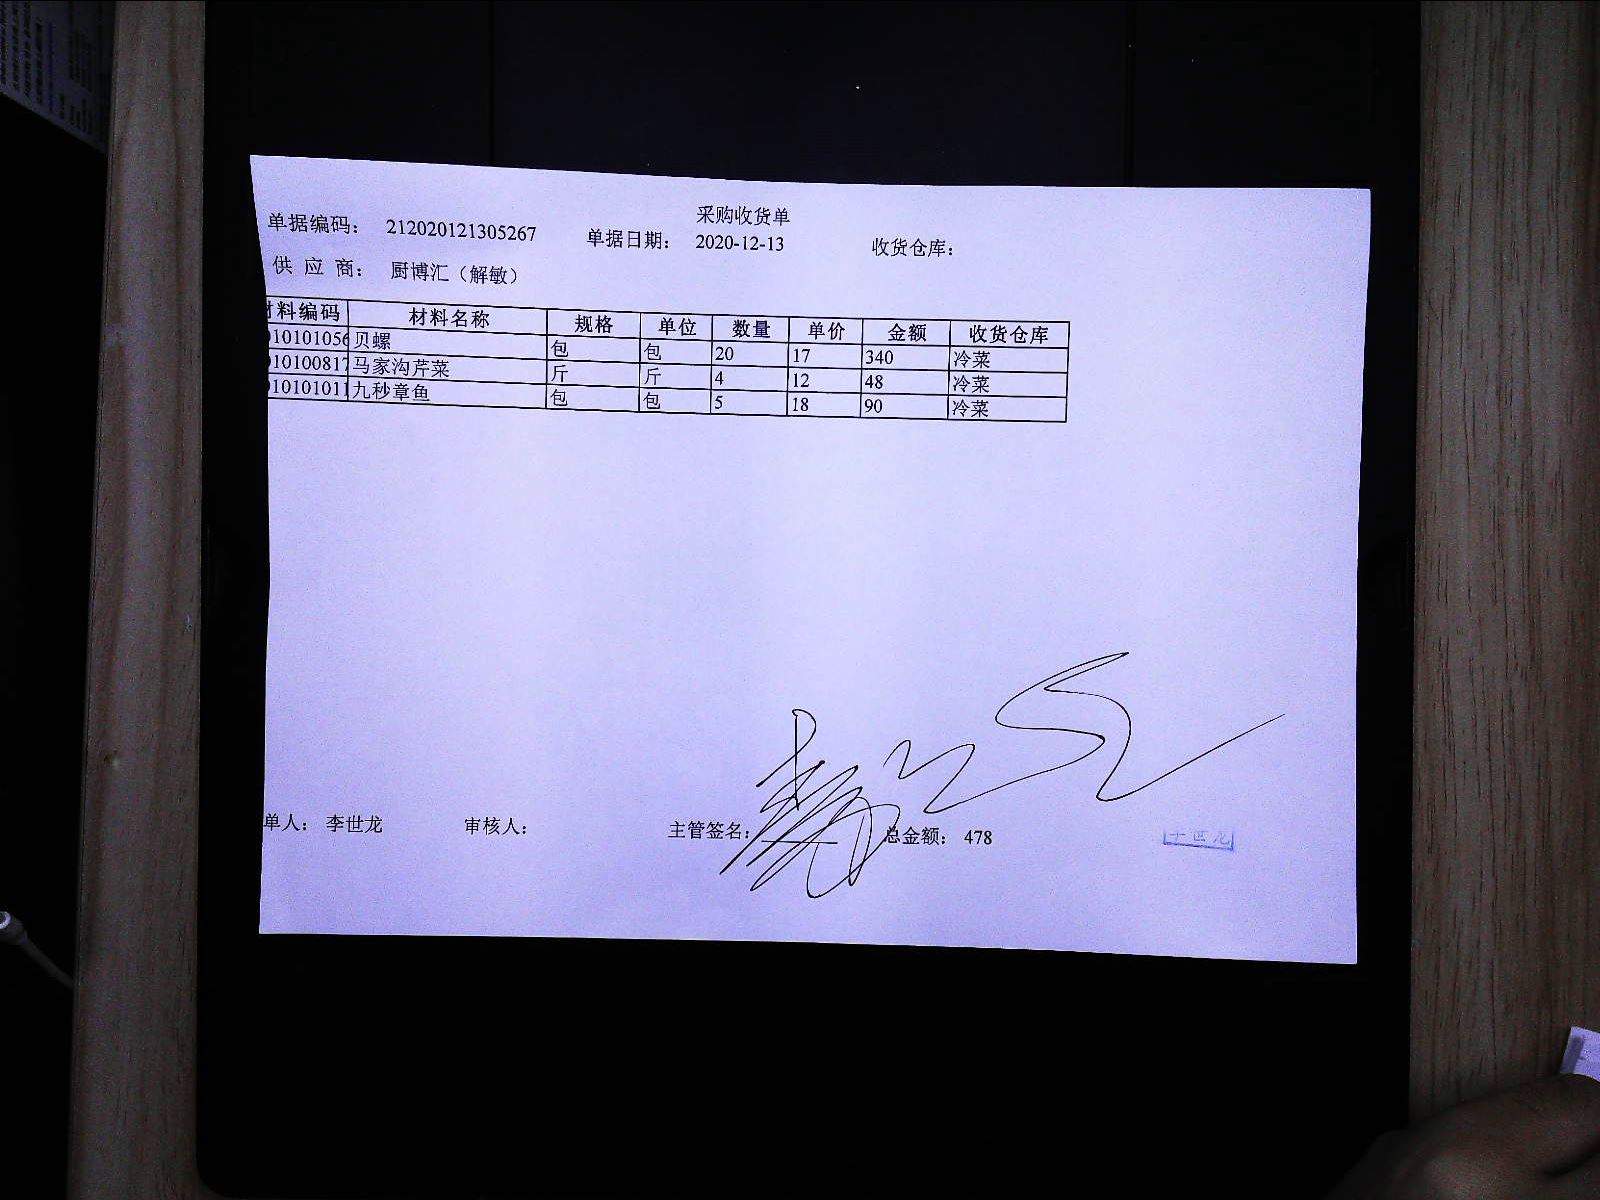 采购收货单
单据编码： 212020121305267 单据日期： 2020-12-13 收货仓库：
供 应 商： 厨博汇（解敏）
材料编码 材料名称 规格 单位 数量 单价 金额 收货仓库
010101056 贝螺 包 包 20 17 340 冷菜
010100817 马家沟芹菜 斤 斤 4 12 48 冷菜
010101011 九秒章鱼 包 包 5 18 90 冷菜
单人： 李世龙 审核人： 主管签名： 总金额： 478